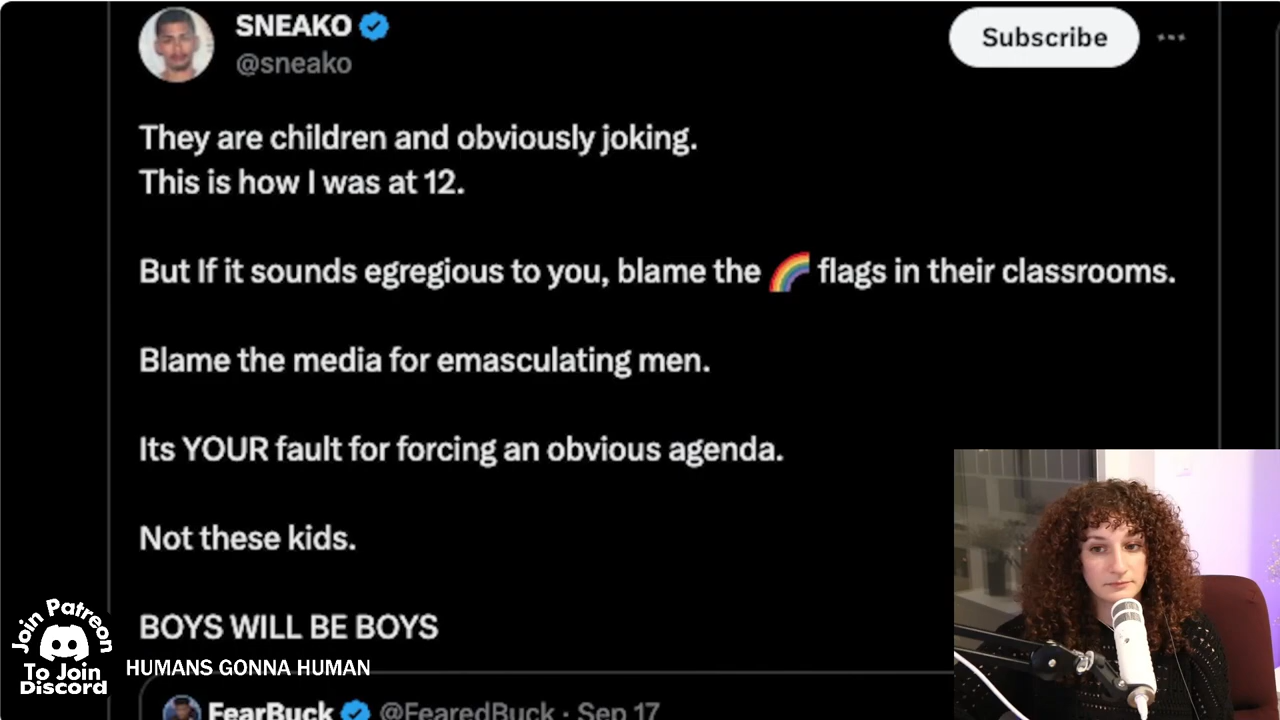 SNEAKO
Subscribe
@sneako
They are children and obviously joking.
This is how I was at 12.
But If it sounds egregious to you, blame the 🌈 flags in their classrooms.
Blame the media for emasculating men.
Its YOUR fault for forcing an obvious agenda.
Not these kids.
BOYS WILL BE BOYS
Join Patreon
To Join
Discord
HUMANS GONNA HUMAN
FearBuck @FearedBuck · Sep 17